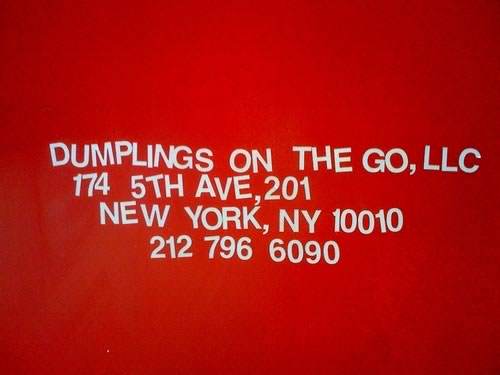 DUMPLINGS ON THE GO, LLC
174 5TH AVE, 201
NEW YORK, NY 10010
212 796 6090